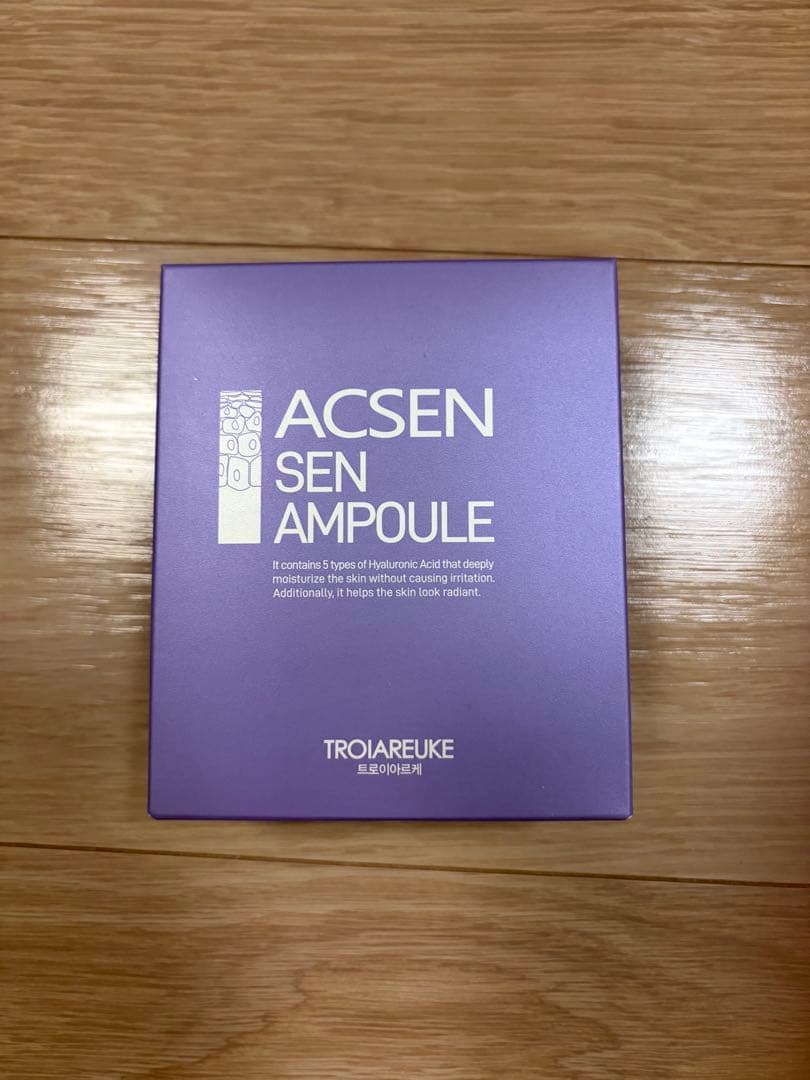 ACSEN
SEN
AMPOULE
It contains 5 types of Hyaluronic Acid that deeply
moisturize the skin without causing irritation.
Additionally, it helps the skin look radiant.
TROIAREUKE
트로이아르케